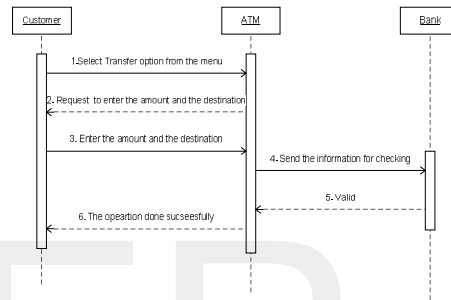 Customer
ATM
Bank
1.Select Transfer option from the menu
2. Request to enter the amount and the destination
3. Enter the amount and the destination
4. Send the information for checking
5. Valid
6. The opeartion done sucseesfully